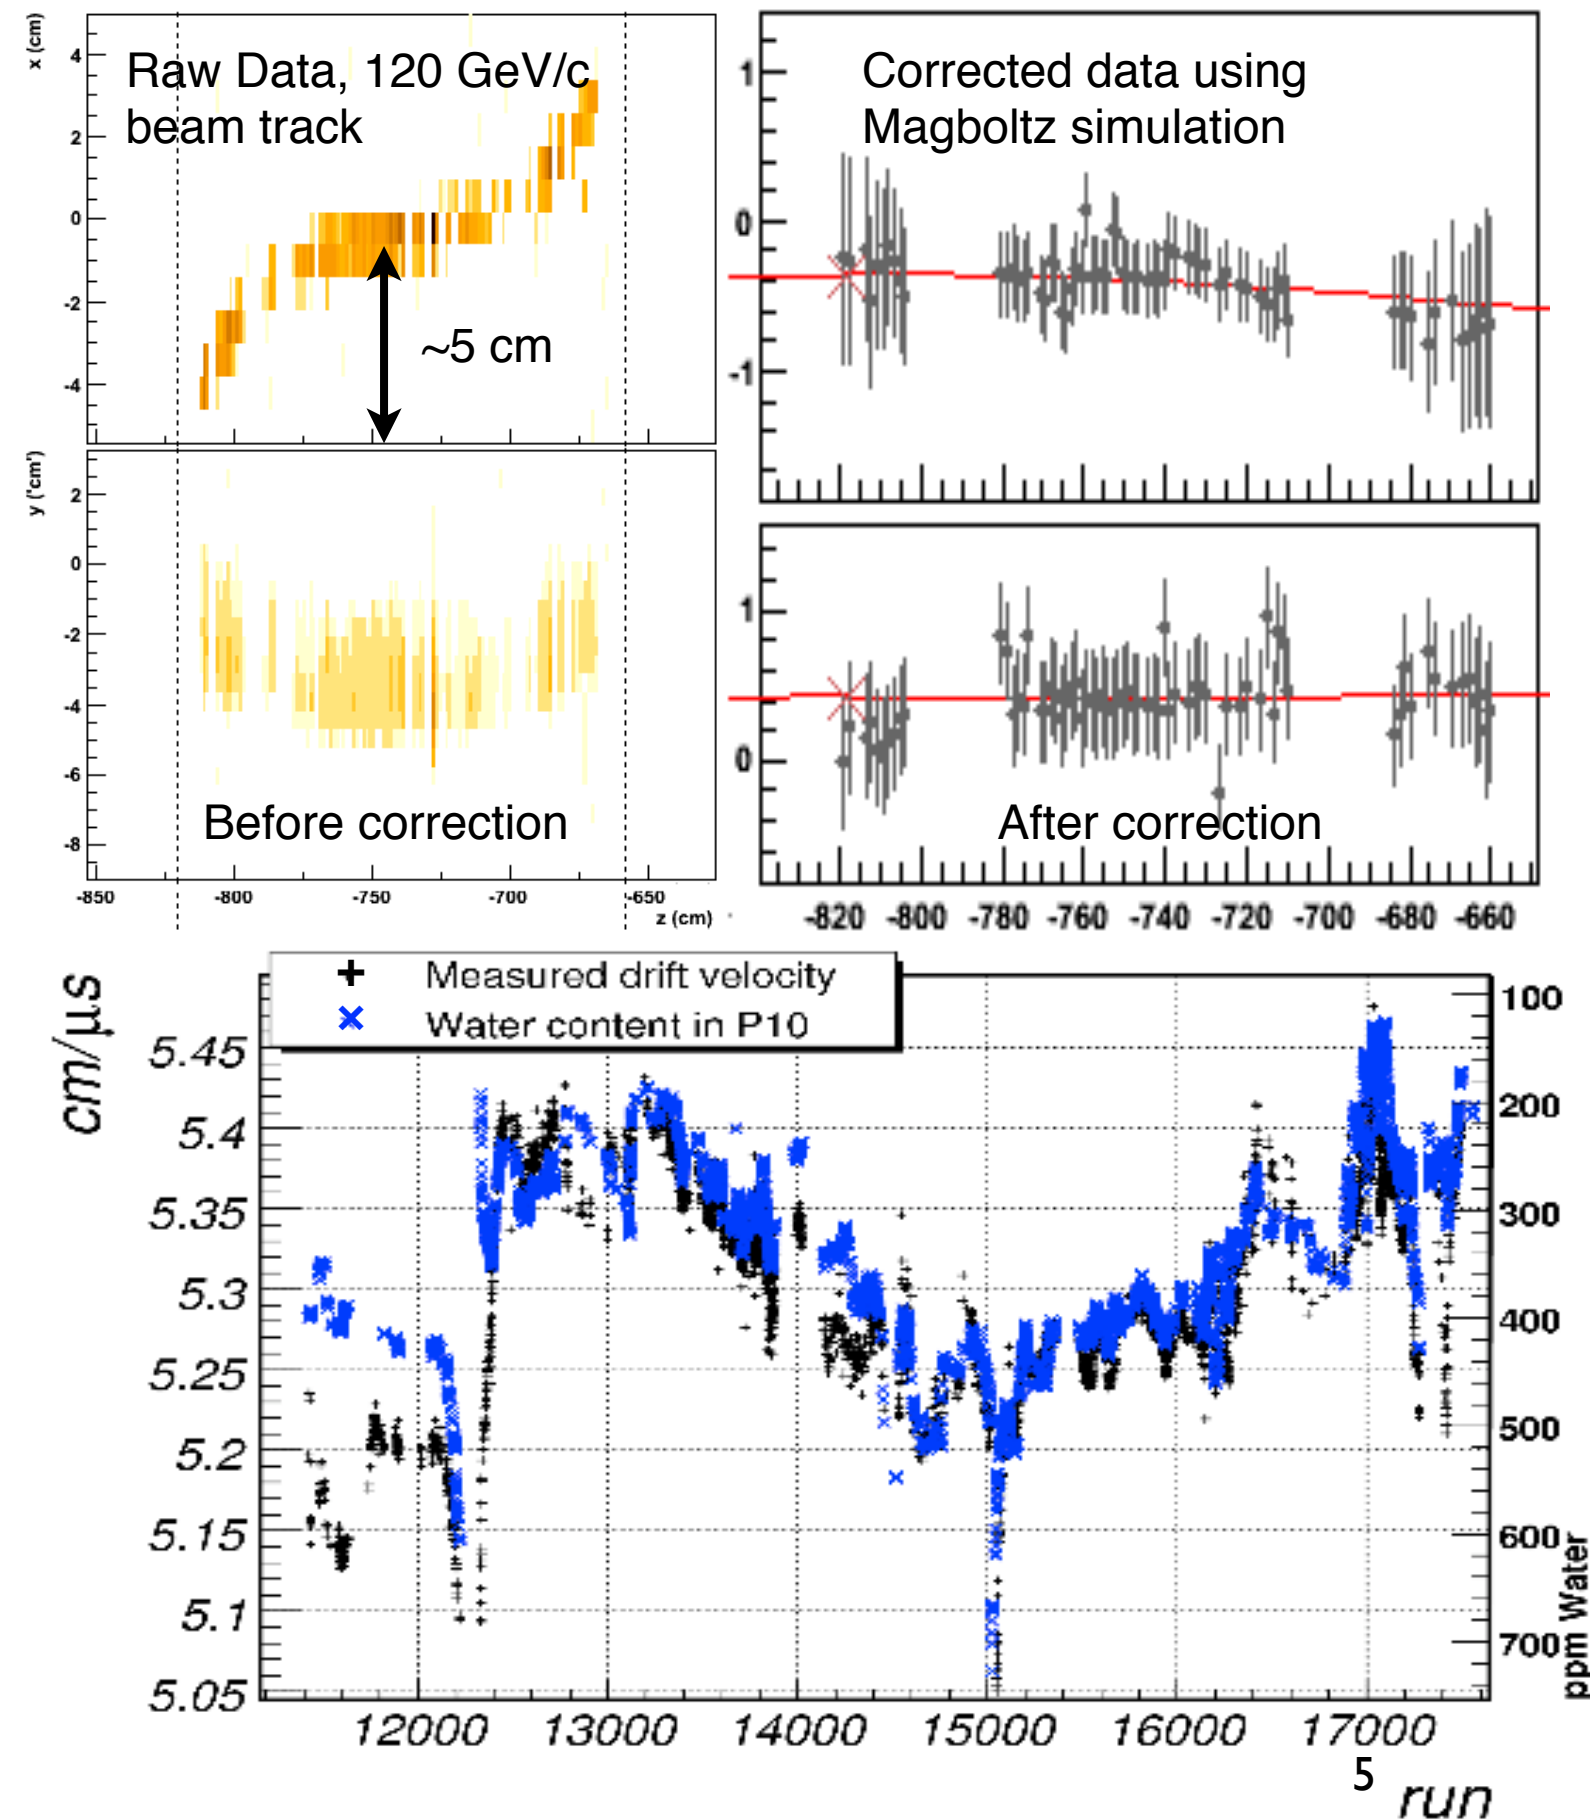 x (cm)
4
2
0
-2
-4
Raw Data, 120 GeV/c
beam track
~5 cm
1
0
-1
Corrected data using
Magboltz simulation
y ('cm')
2
0
-2
-4
-6
-8
Before correction
-850 -800 -750 -700 -650
z (cm)
1
0
After correction
-820 -800 -780 -760 -740 -720 -700 -680 -660
Measured drift velocity
Water content in P10
cm/µs
5.45
5.4
5.35
5.3
5.25
5.2
5.15
5.1
5.05
100
200
300
400
500
600
700
ppm Water
12000 13000 14000 15000 16000 17000
5
run